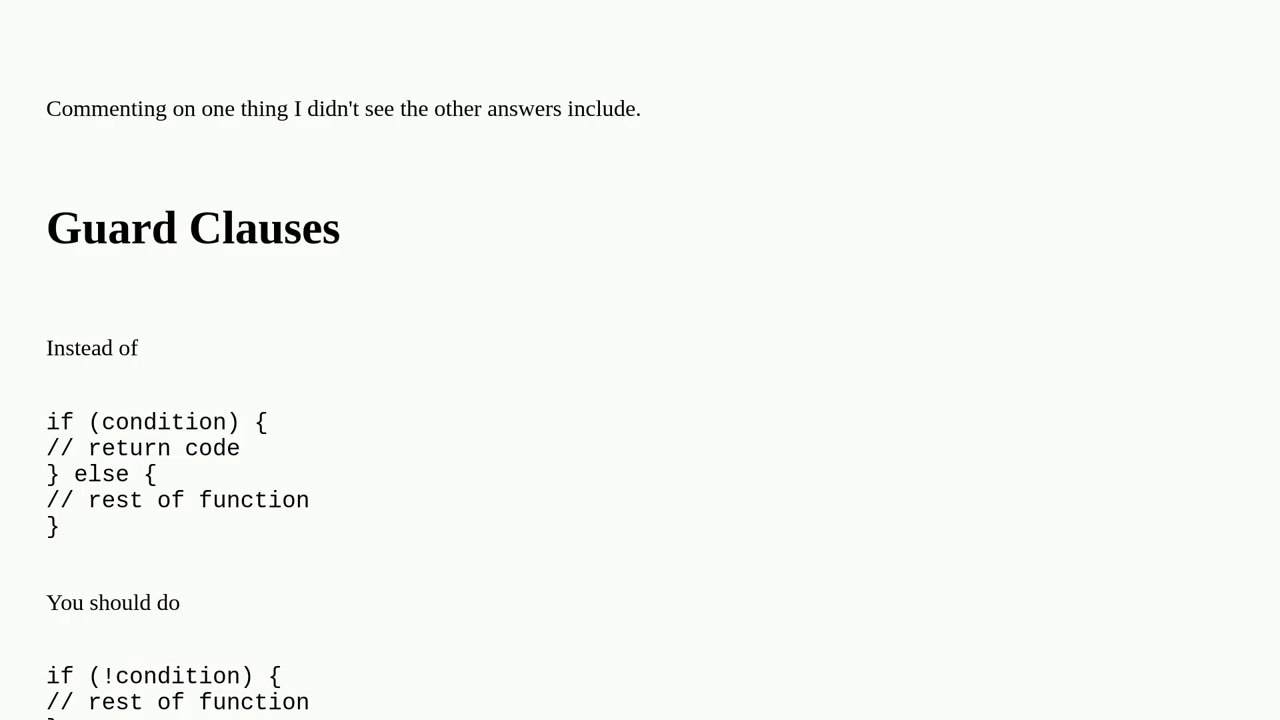 Commenting on one thing I didn't see the other answers include.
Guard Clauses
Instead of
if (condition) {
// return code
} else {
// rest of function
}
You should do
if (!condition) {
// rest of function
}